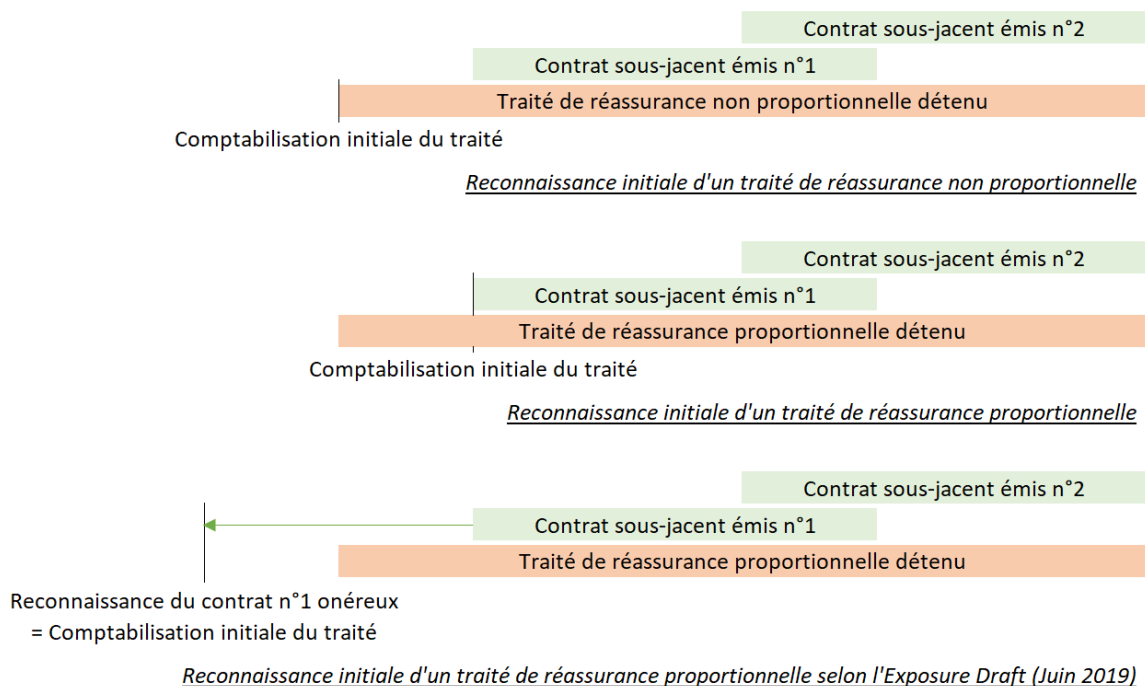 Contrat sous-jacent émis n°2
Contrat sous-jacent émis n°1
Traité de réassurance non proportionnelle détenu
Comptabilisation initiale du traité
Reconnaissance initiale d'un traité de réassurance non proportionnelle
Contrat sous-jacent émis n°2
Contrat sous-jacent émis n°1
Traité de réassurance proportionnelle détenu
Comptabilisation initiale du traité
Reconnaissance initiale d'un traité de réassurance proportionnelle
Contrat sous-jacent émis n°2
Contrat sous-jacent émis n°1
Traité de réassurance proportionnelle détenu
Reconnaissance du contrat n°1 onéreux
= Comptabilisation initiale du traité
Reconnaissance initiale d'un traité de réassurance proportionnelle selon l'Exposure Draft (Juin 2019)